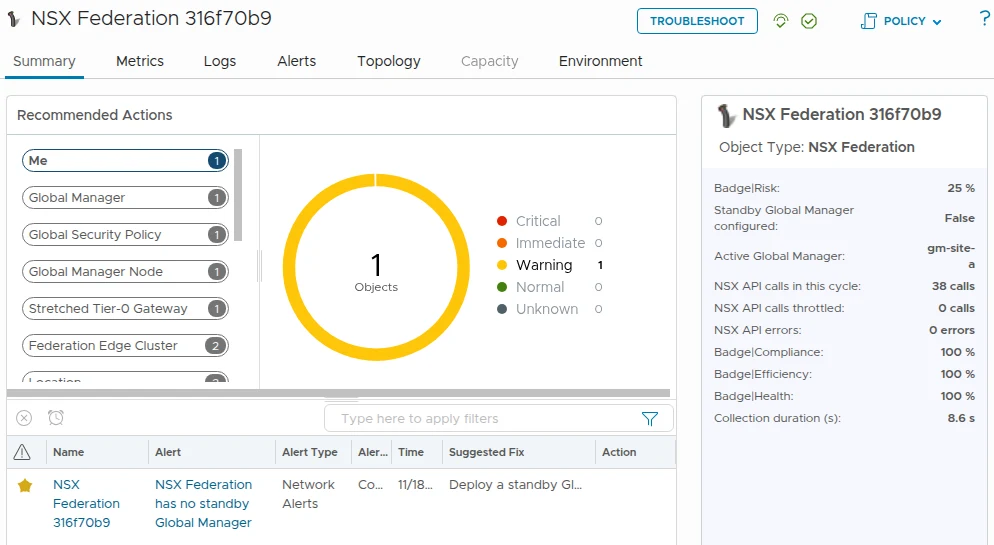 NSX Federation 316f70b9
TROUBLESHOOT
POLICY
?
Summary
Metrics
Logs
Alerts
Topology
Capacity
Environment
Recommended Actions
Me 1
Global Manager 1
Global Security Policy 1
Global Manager Node 1
Stretched Tier-0 Gateway 1
Federation Edge Cluster 2
Location
1
Objects
Critical 0
Immediate 0
Warning 1
Normal 0
Unknown 0
Type here to apply filters
Name
Alert
Alert Type
Aler...
Time
Suggested Fix
Action
NSX
Federation
316f70b9
NSX Federation
has no standby
Global Manager
Network
Alerts
Co...
11/18...
Deploy a standby Gl...
NSX Federation 316f70b9
Object Type: NSX Federation
Badge|Risk: 25 %
Standby Global Manager
configured: False
Active Global Manager: gm-site-
a
NSX API calls in this cycle: 38 calls
NSX API calls throttled: 0 calls
NSX API errors: 0 errors
Badge|Compliance: 100 %
Badge|Efficiency: 100 %
Badge|Health: 100 %
Collection duration (s): 8.6 s